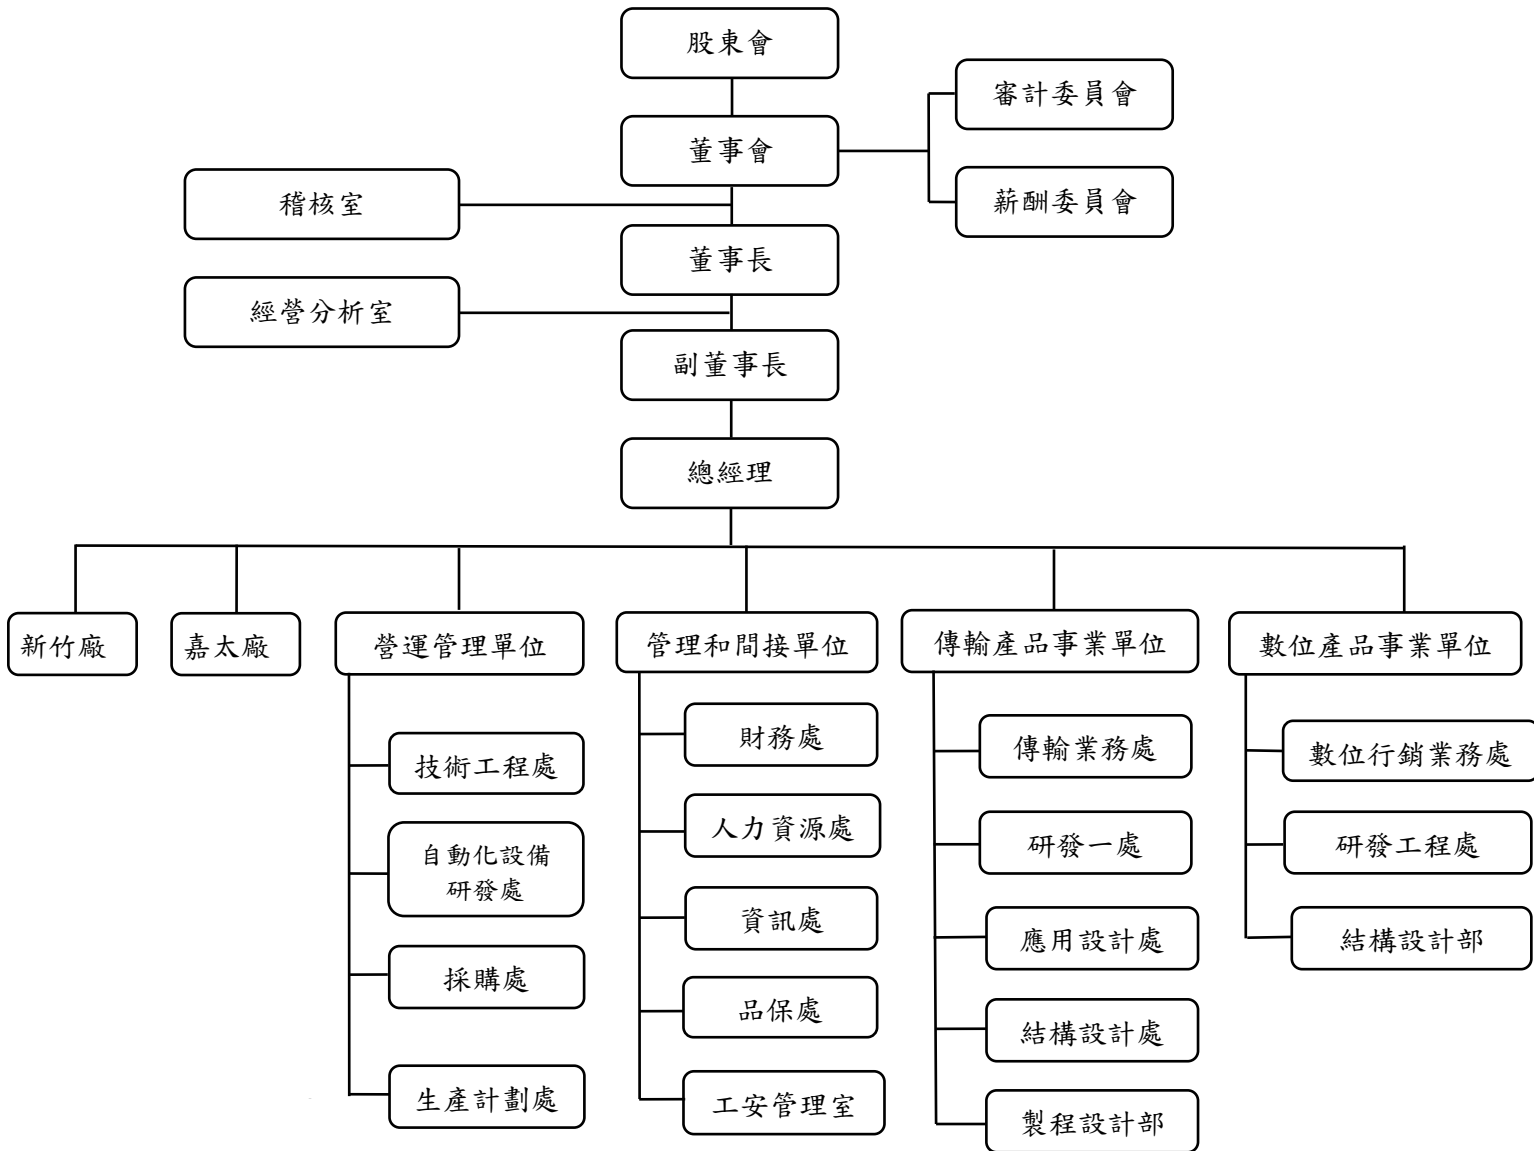 股東會
審計委員會
董事會
薪酬委員會
稽核室
董事長
經營分析室
副董事長
總經理
新竹廠
嘉太廠
營運管理單位
管理和間接單位
傳輸產品事業單位
數位產品事業單位
技術工程處
自動化設備
研發處
採購處
生產計劃處
財務處
人力資源處
資訊處
品保處
工安管理室
傳輸業務處
研發一處
應用設計處
結構設計處
製程設計部
數位行銷業務處
研發工程處
結構設計部